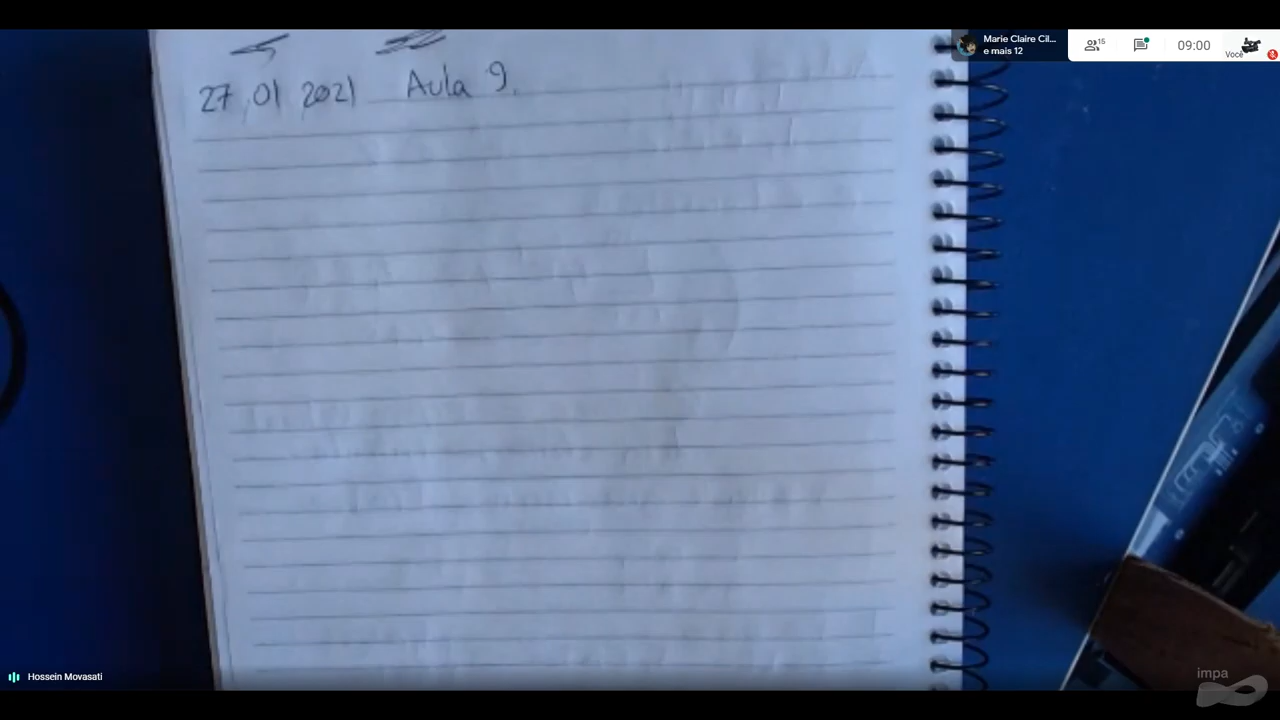 Marie Claire Cil...
e mais 12
15
09:00
Você
27 01 2021 Aula 9.
Hossein Movasati
impa